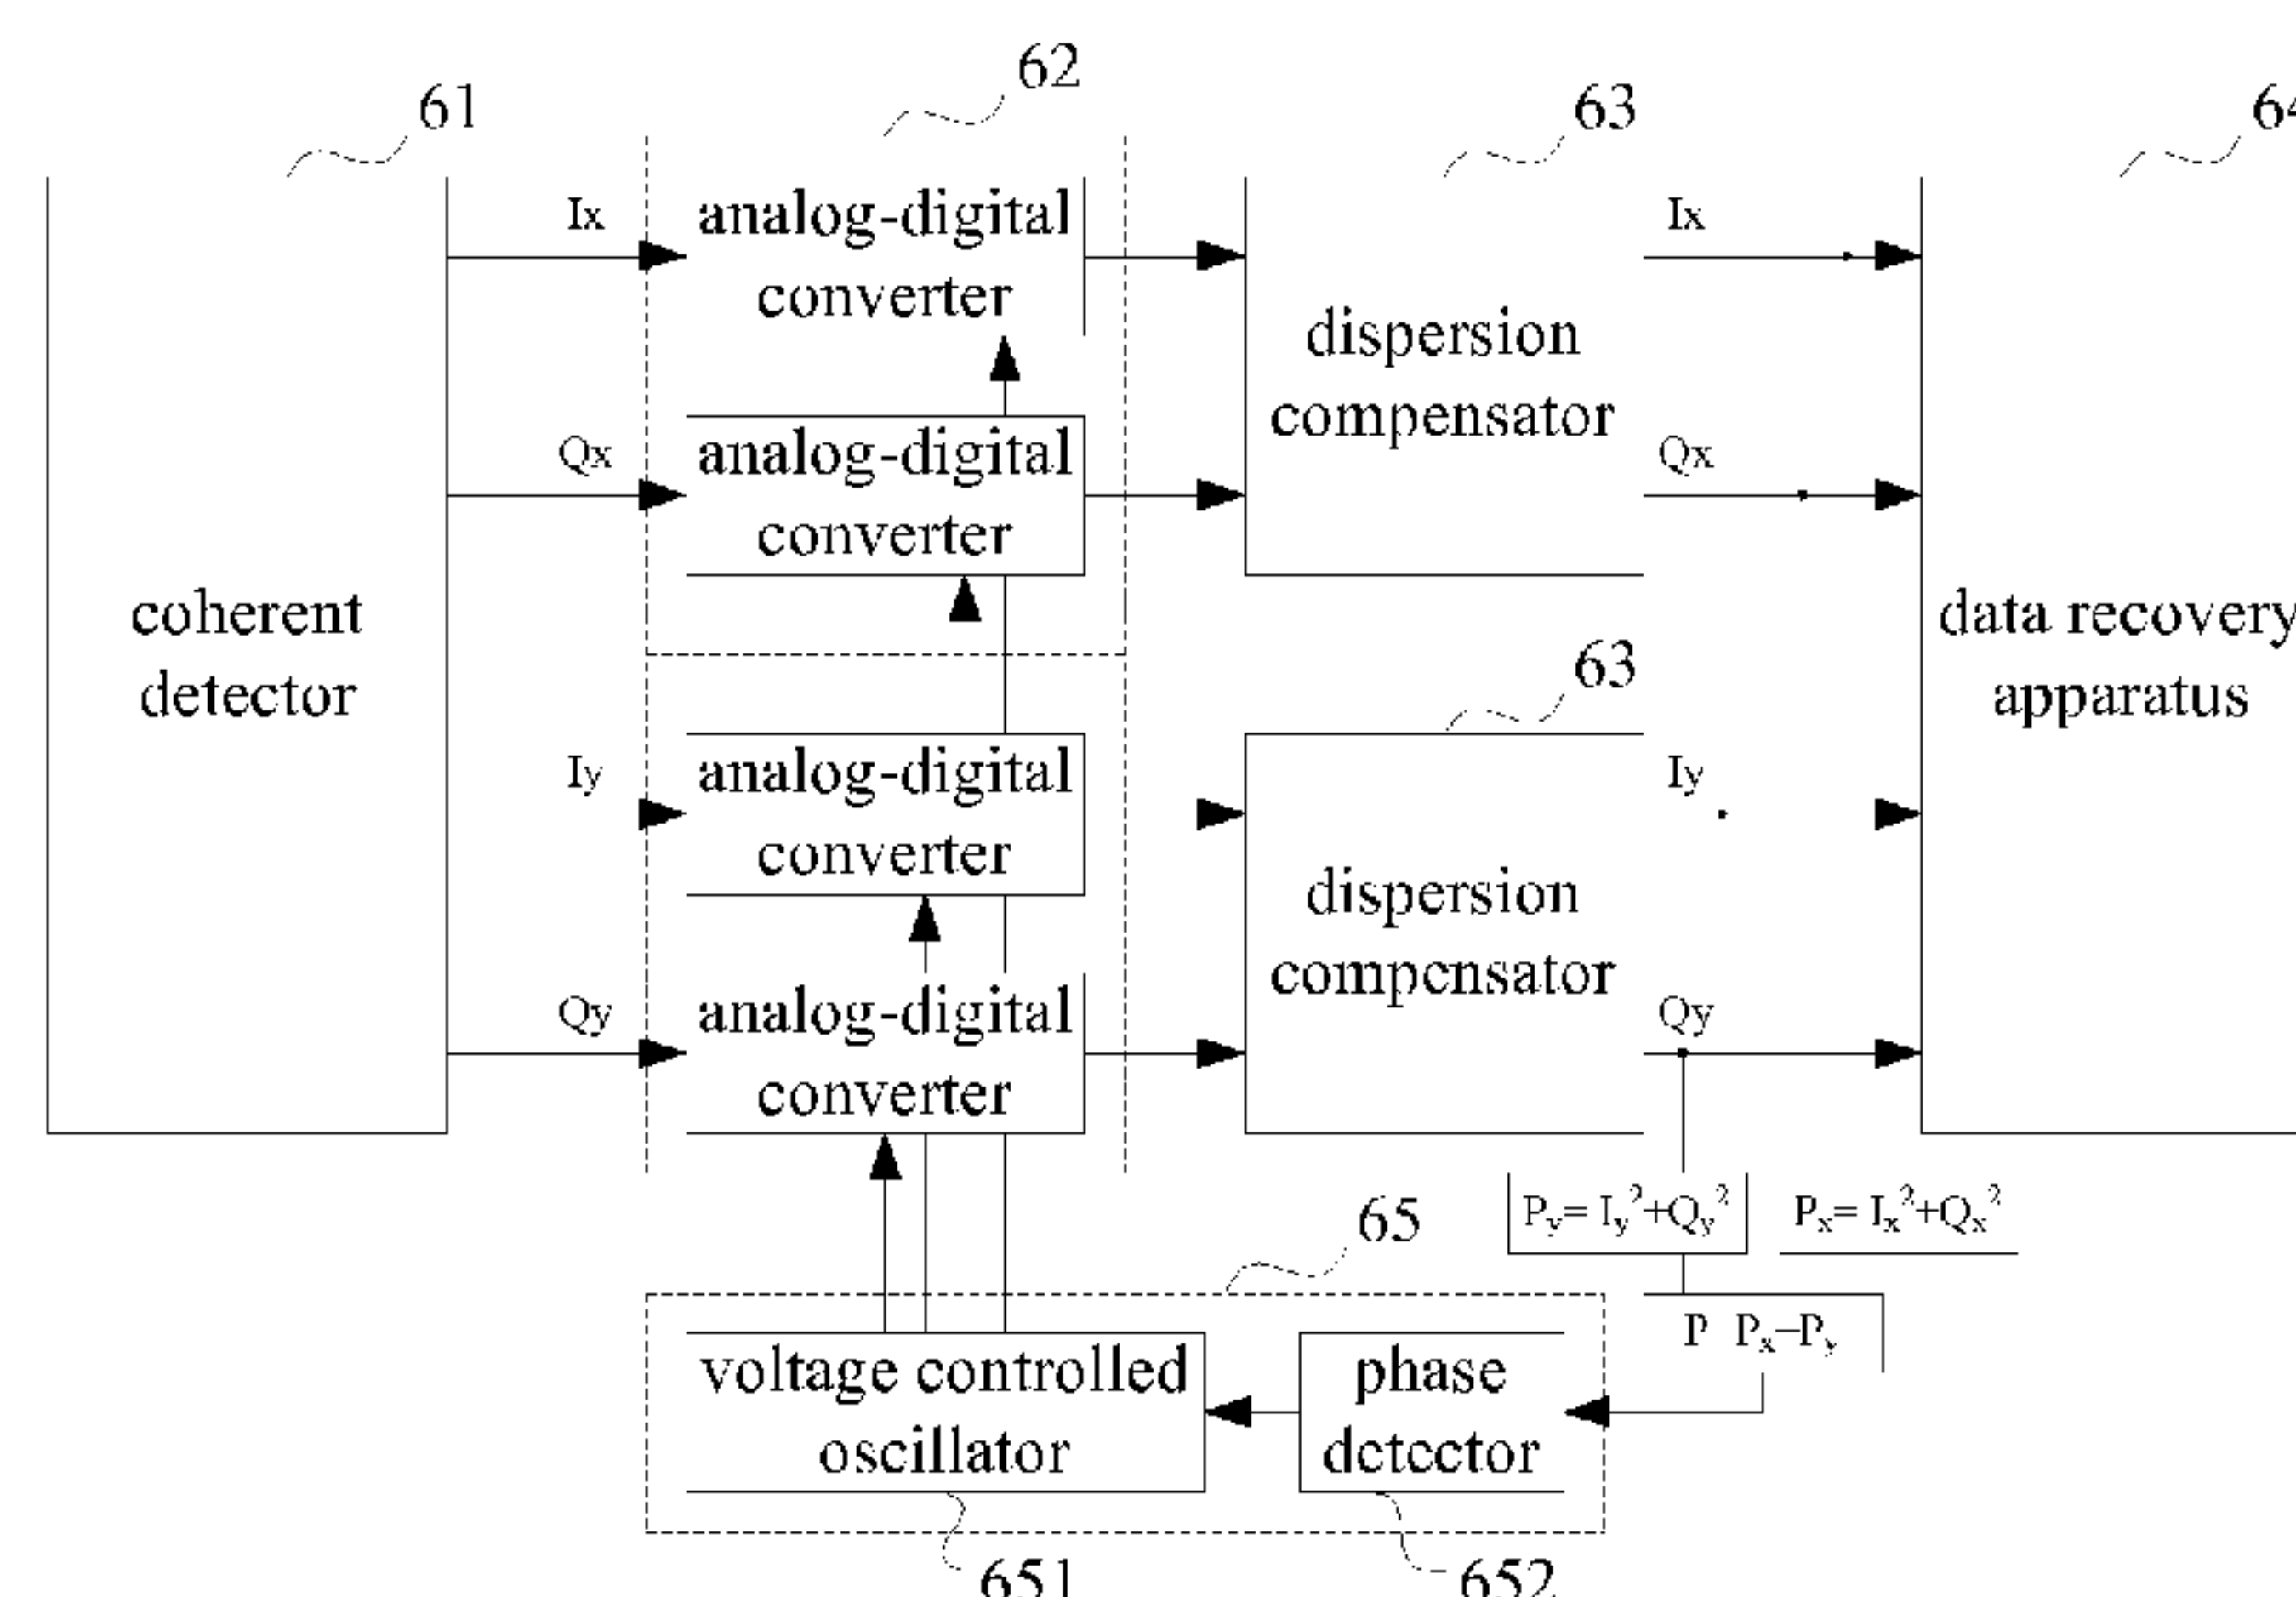 61
62
63
64
Ix
analog-digital
converter
Ix
dispersion
compensator
Qx
analog-digital
converter
Qx
coherent
detector
data recovery
apparatus
63
Iy
analog-digital
converter
Iy
dispersion
compensator
Qy
analog-digital
converter
Qy
65
Py= Iy²+Qy²
Px= Ix²+Qx²
P Px−Py
voltage controlled
oscillator
phase
detector
651
652